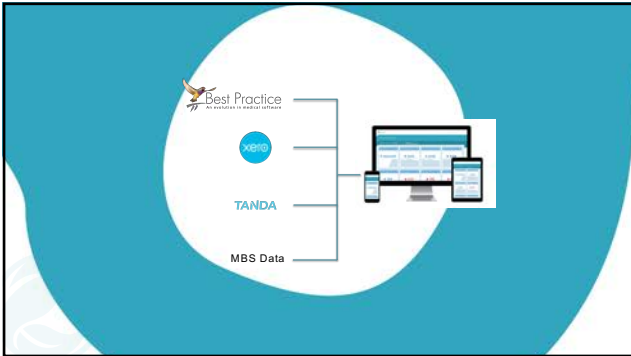 Best Practice
An evolution in medical software
xero
TANDA
MBS Data